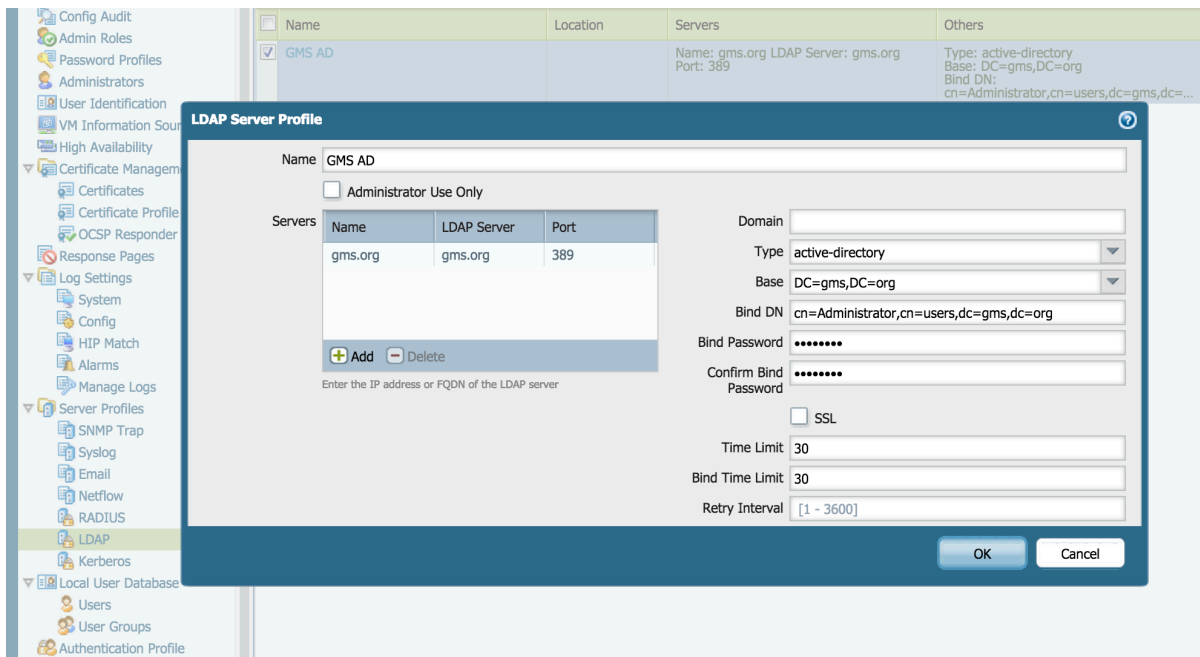 Config Audit
Admin Roles
Password Profiles
Administrators
User Identification
VM Information Sour
High Availability
Certificate Managem
Certificates
Certificate Profile
OCSP Responder
Response Pages
Log Settings
System
Config
HIP Match
Alarms
Manage Logs
Server Profiles
SNMP Trap
Syslog
Email
Netflow
RADIUS
LDAP
Kerberos
Local User Database
Users
User Groups
Authentication Profile
Name Location Servers Others
GMS AD Name: gms.org LDAP Server: gms.org Type: active-directory
Port: 389 Base: DC=gms,DC=org
Bind DN:
cn=Administrator,cn=users,dc=gms,dc=...
LDAP Server Profile
Name GMS AD
Administrator Use Only
Servers
Name LDAP Server Port
gms.org gms.org 389
Add Delete
Enter the IP address or FQDN of the LDAP server
Domain
Type active-directory
Base DC=gms,DC=org
Bind DN cn=Administrator,cn=users,dc=gms,dc=org
Bind Password ••••••••
Confirm Bind ••••••••
Password
SSL
Time Limit 30
Bind Time Limit 30
Retry Interval [1 - 3600]
OK Cancel